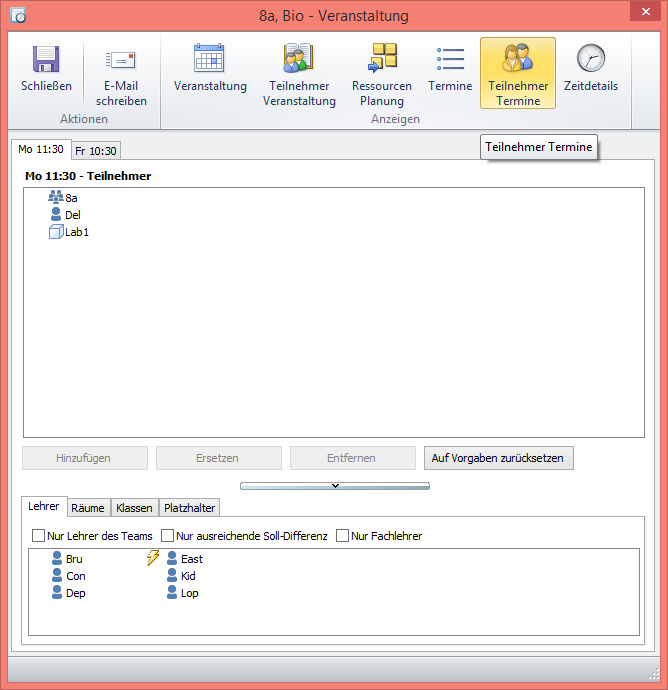 8a, Bio - Veranstaltung
Schließen
E-Mail
schreiben
Veranstaltung
Teilnehmer
Veranstaltung
Ressourcen
Planung
Termine
Teilnehmer
Termine
Zeitdetails
Aktionen
Anzeigen
Teilnehmer Termine
Mo 11:30
Fr 10:30
Mo 11:30 - Teilnehmer
8a
Del
Lab1
Hinzufügen
Ersetzen
Entfernen
Auf Vorgaben zurücksetzen
Lehrer
Räume
Klassen
Platzhalter
Nur Lehrer des Teams
Nur ausreichende Soll-Differenz
Nur Fachlehrer
Bru
Con
Dep
East
Kid
Lop